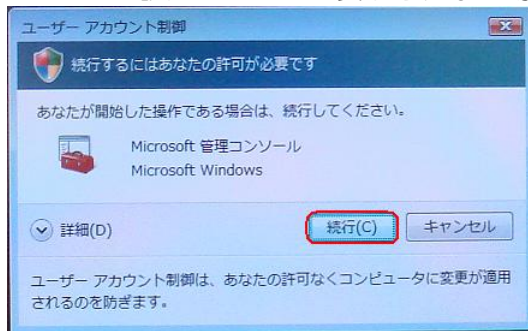 ユーザー アカウント制御
続行するにはあなたの許可が必要です
あなたが開始した操作である場合は、続行してください。
Microsoft 管理コンソール
Microsoft Windows
詳細(D)
続行(C)
キャンセル
ユーザー アカウント制御は、あなたの許可なくコンピュータに変更が適用
されるのを防ぎます。